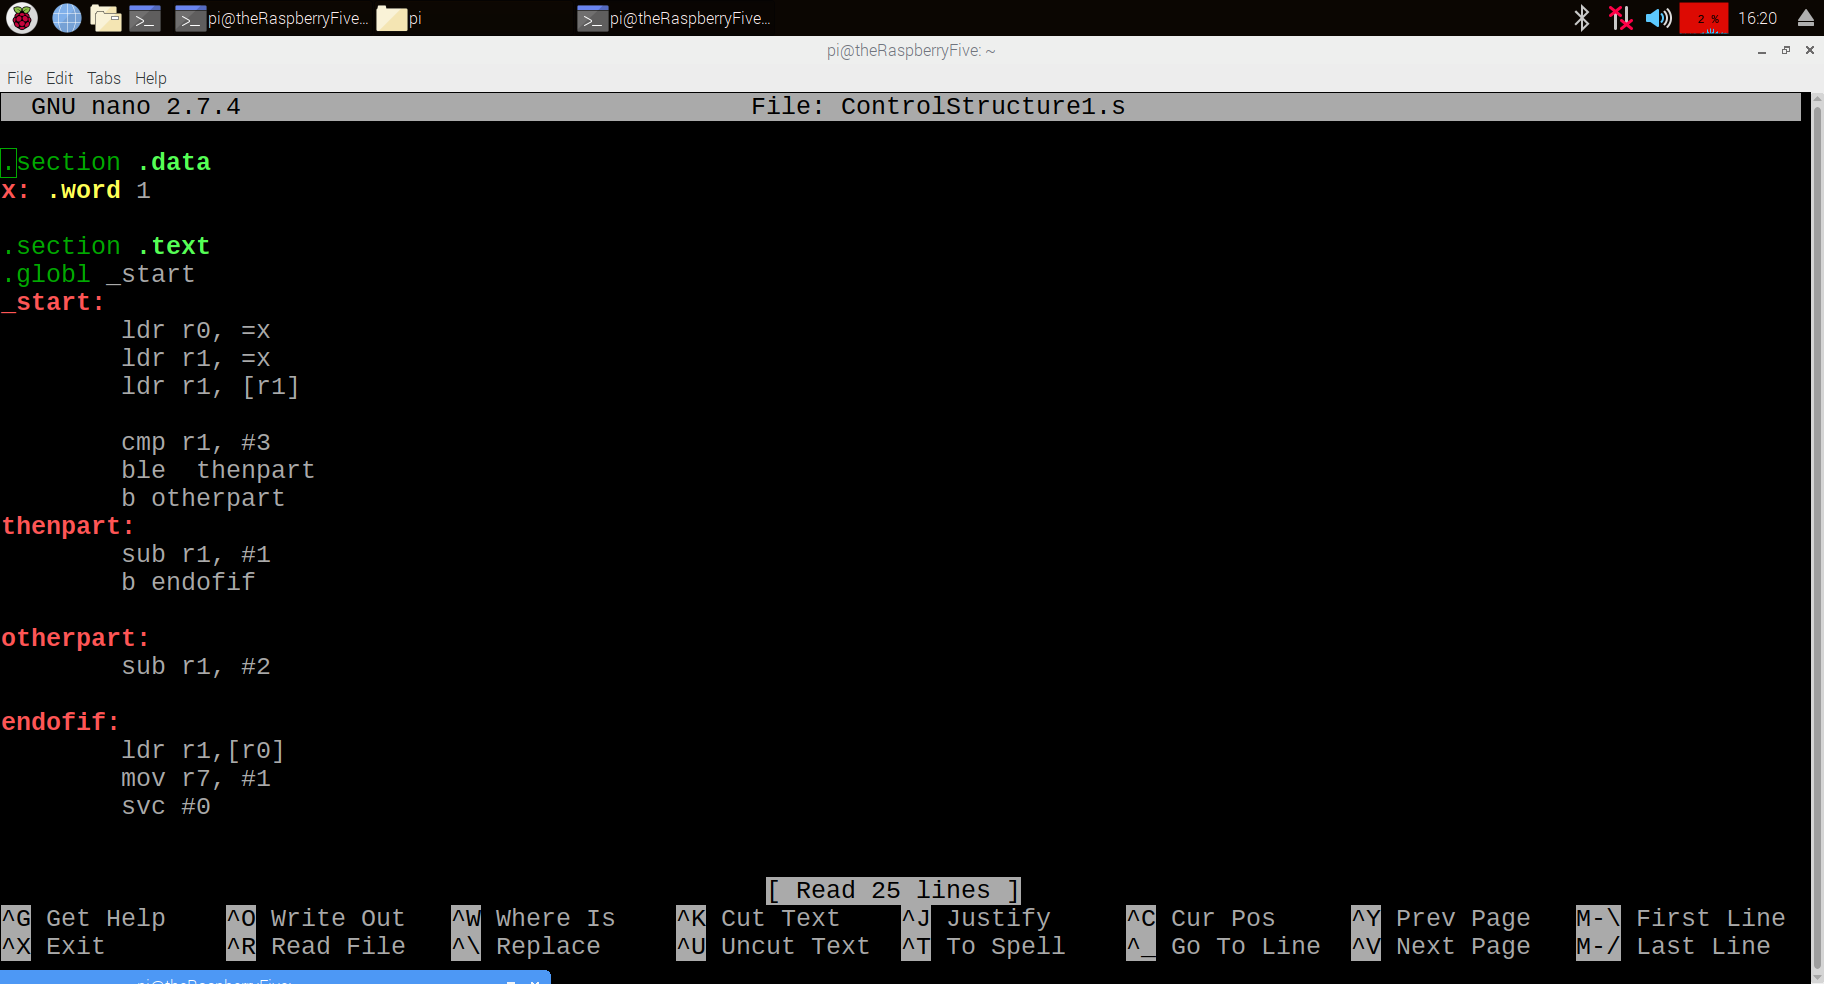 pi@theRaspberryFive... pi pi@theRaspberryFive... 2 % 16:20
pi@theRaspberryFive: ~
File Edit Tabs Help
GNU nano 2.7.4 File: ControlStructure1.s
.section .data
x: .word 1
.section .text
.globl _start
_start:
ldr r0, =x
ldr r1, =x
ldr r1, [r1]
cmp r1, #3
ble  thenpart
b otherpart
thenpart:
sub r1, #1
b endofif
otherpart:
sub r1, #2
endofif:
ldr r1,[r0]
mov r7, #1
svc #0
[ Read 25 lines ]
^G Get Help ^O Write Out ^W Where Is ^K Cut Text ^J Justify ^C Cur Pos ^Y Prev Page M-\ First Line
^X Exit ^R Read File ^\ Replace ^U Uncut Text ^T To Spell ^_ Go To Line ^V Next Page M-/ Last Line
pi@theRaspberryFive: